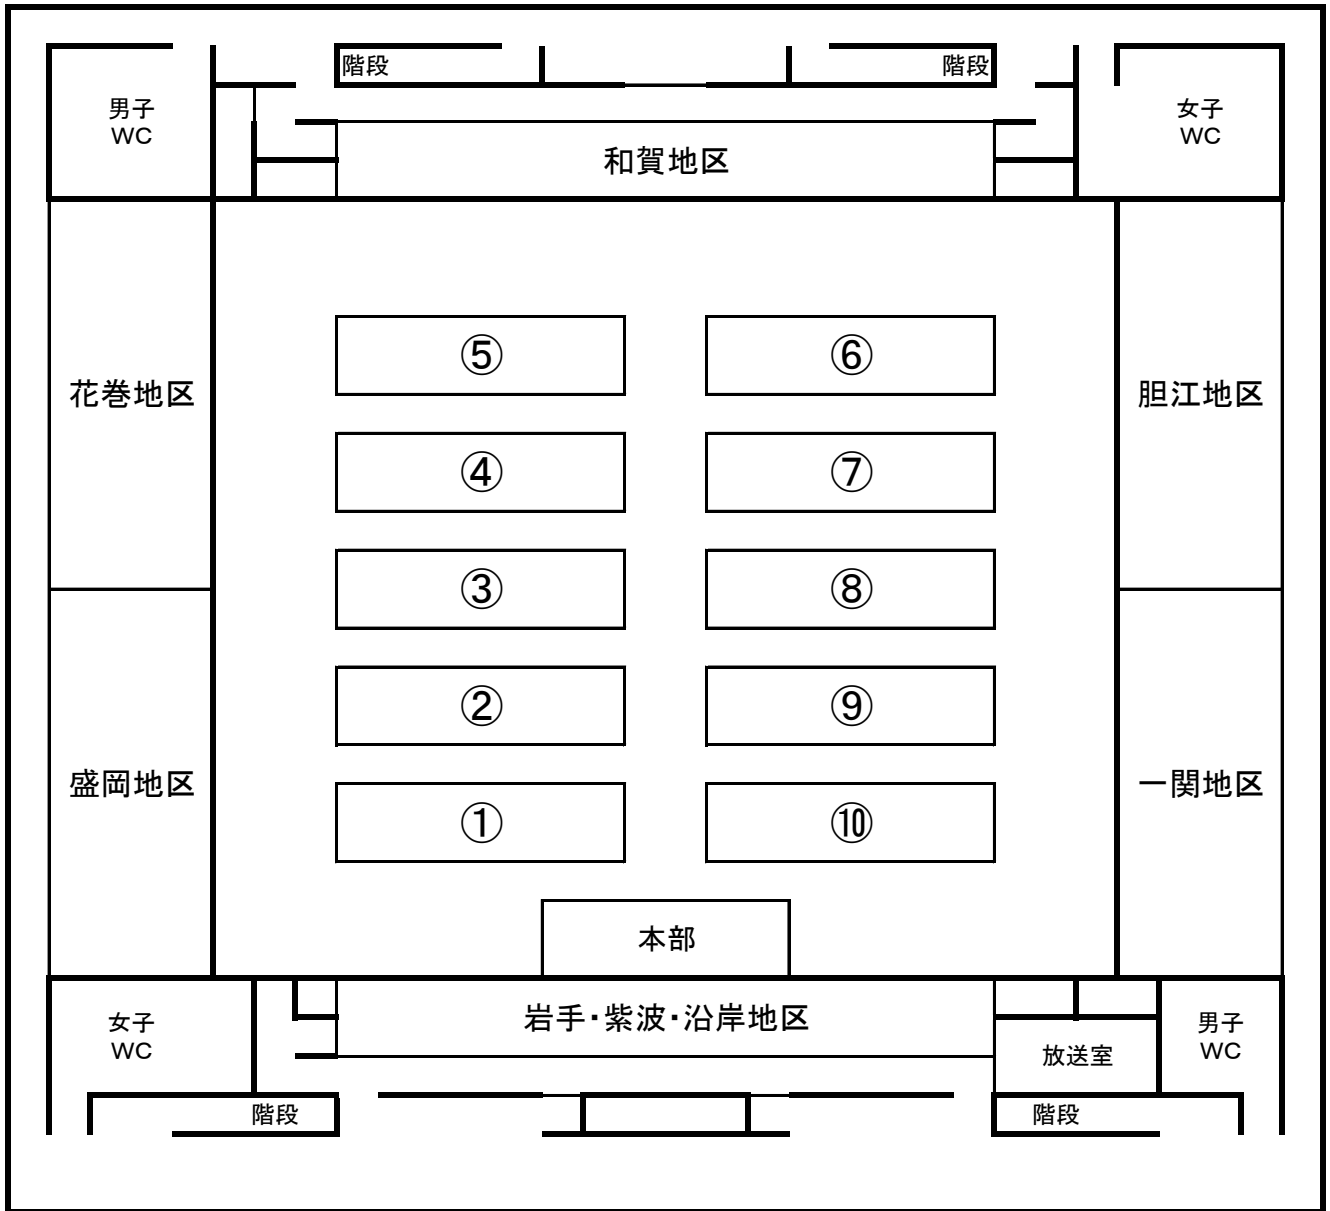 階段
階段
男子
WC
女子
WC
和賀地区
⑤
⑥
花巻地区
胆江地区
④
⑦
③
⑧
②
⑨
盛岡地区
一関地区
①
⑩
本部
岩手・紫波・沿岸地区
女子
WC
男子
WC
放送室
階段
階段